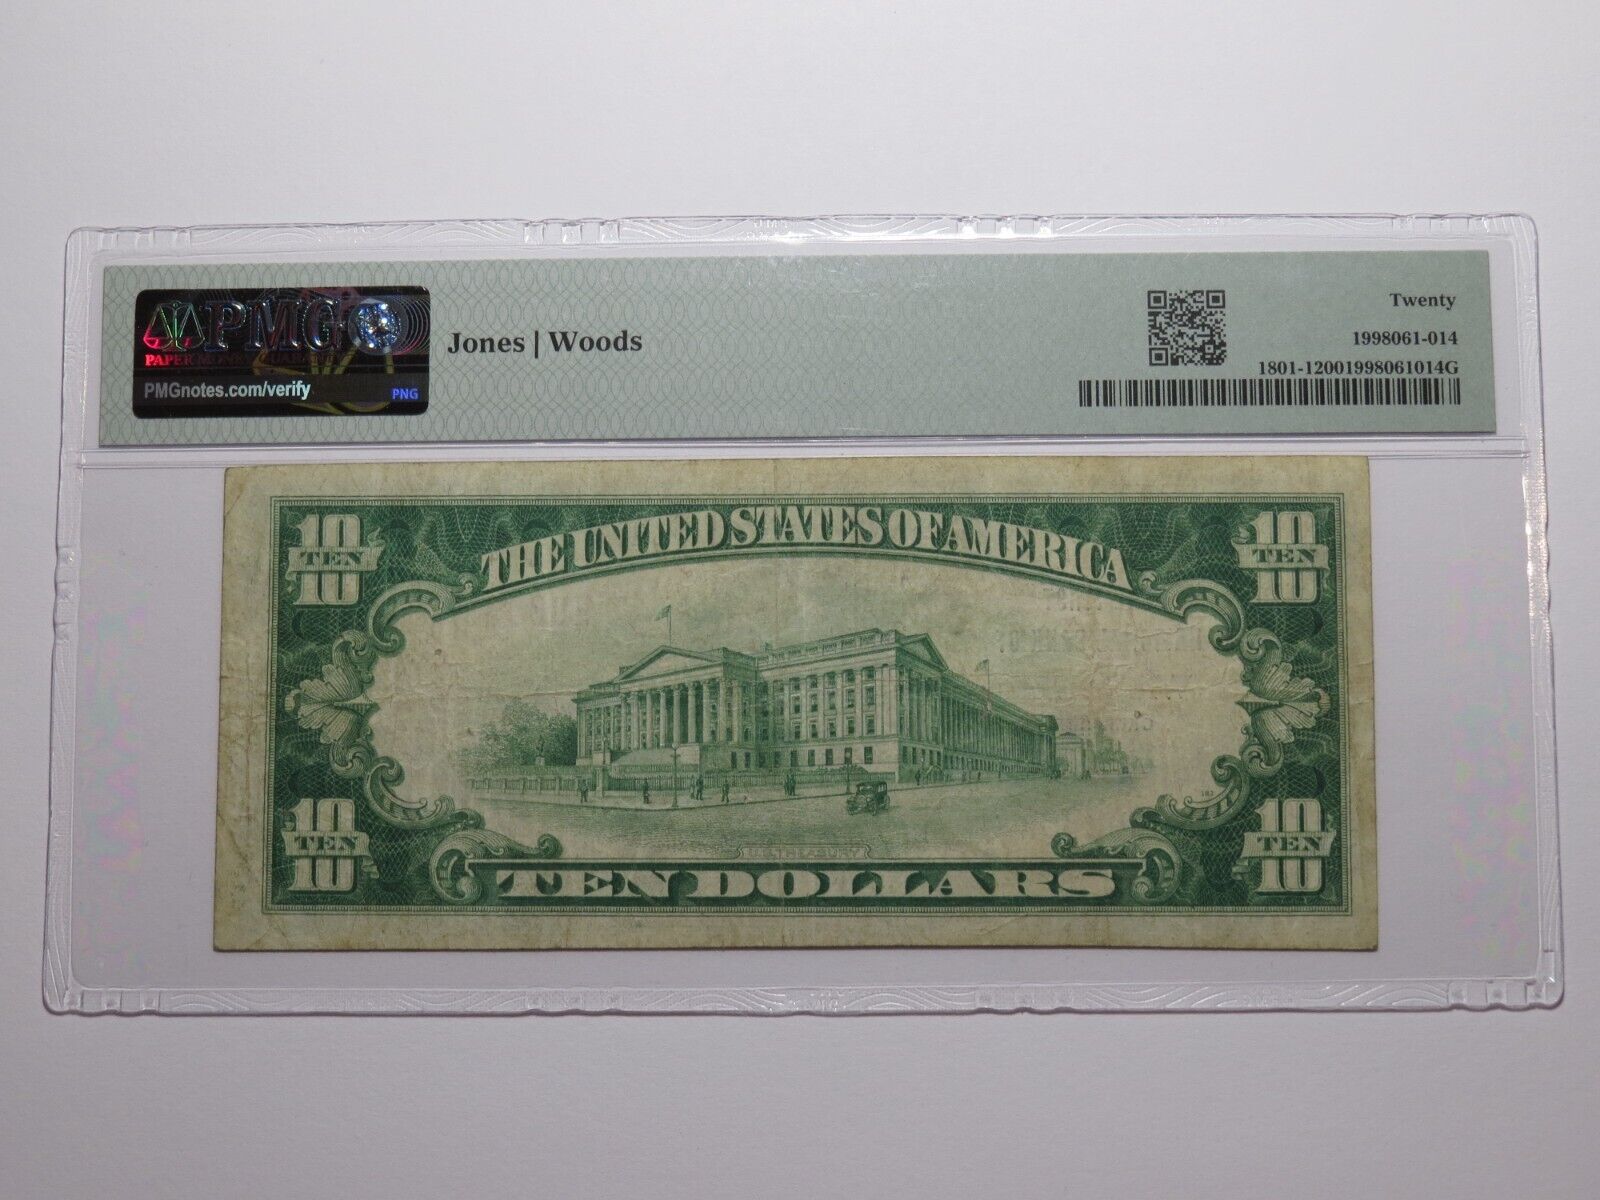 PMG
PAPER MONEY GUARANTY
PMGnotes.com/verify
PNG
Jones | Woods
Twenty
1998061-014
1801-12001998061014G
THE UNITED STATES OF AMERICA
10
TEN
10
10
TEN
10
10
TEN
10
10
TEN
10
U.S. TREASURY
TEN DOLLARS